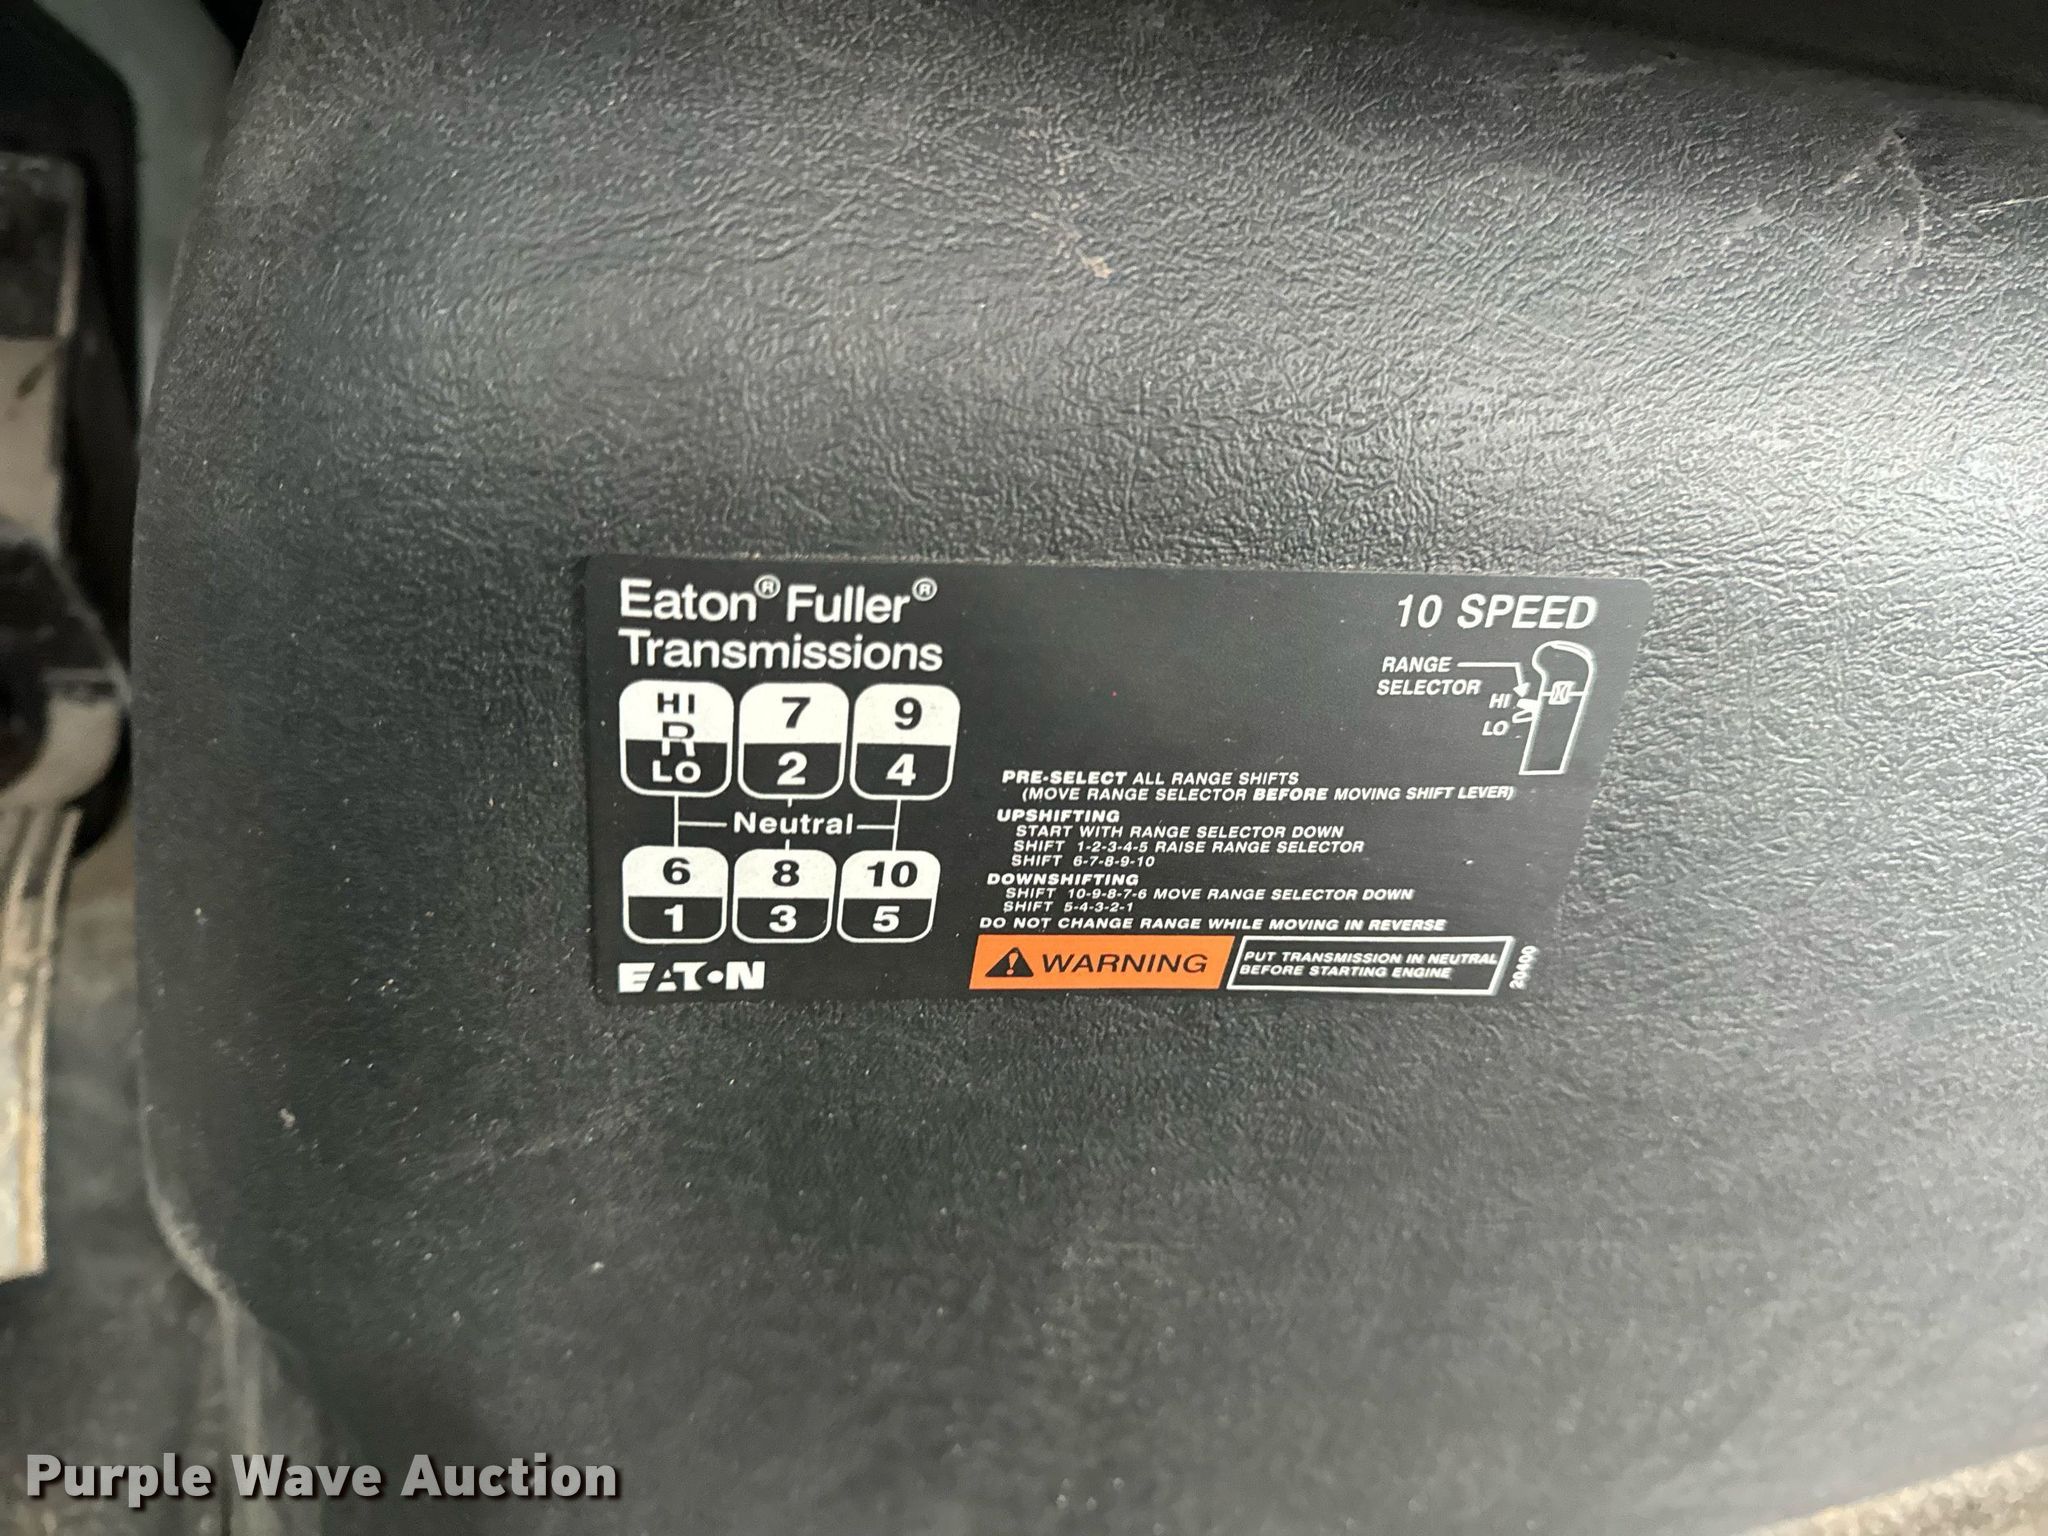 Eaton® Fuller®
Transmissions
10 SPEED
RANGE
SELECTOR
HI
LO
HI
R
LO
7
2
9
4
Neutral
6
1
8
3
10
5
EATON
PRE-SELECT ALL RANGE SHIFTS
(MOVE RANGE SELECTOR BEFORE MOVING SHIFT LEVER)
UPSHIFTING
START WITH RANGE SELECTOR DOWN
SHIFT 1-2-3-4-5 RAISE RANGE SELECTOR
SHIFT 6-7-8-9-10
DOWNSHIFTING
SHIFT 10-9-8-7-6 MOVE RANGE SELECTOR DOWN
SHIFT 5-4-3-2-1
DO NOT CHANGE RANGE WHILE MOVING IN REVERSE
WARNING
PUT TRANSMISSION IN NEUTRAL
BEFORE STARTING ENGINE
20400
Purple Wave Auction